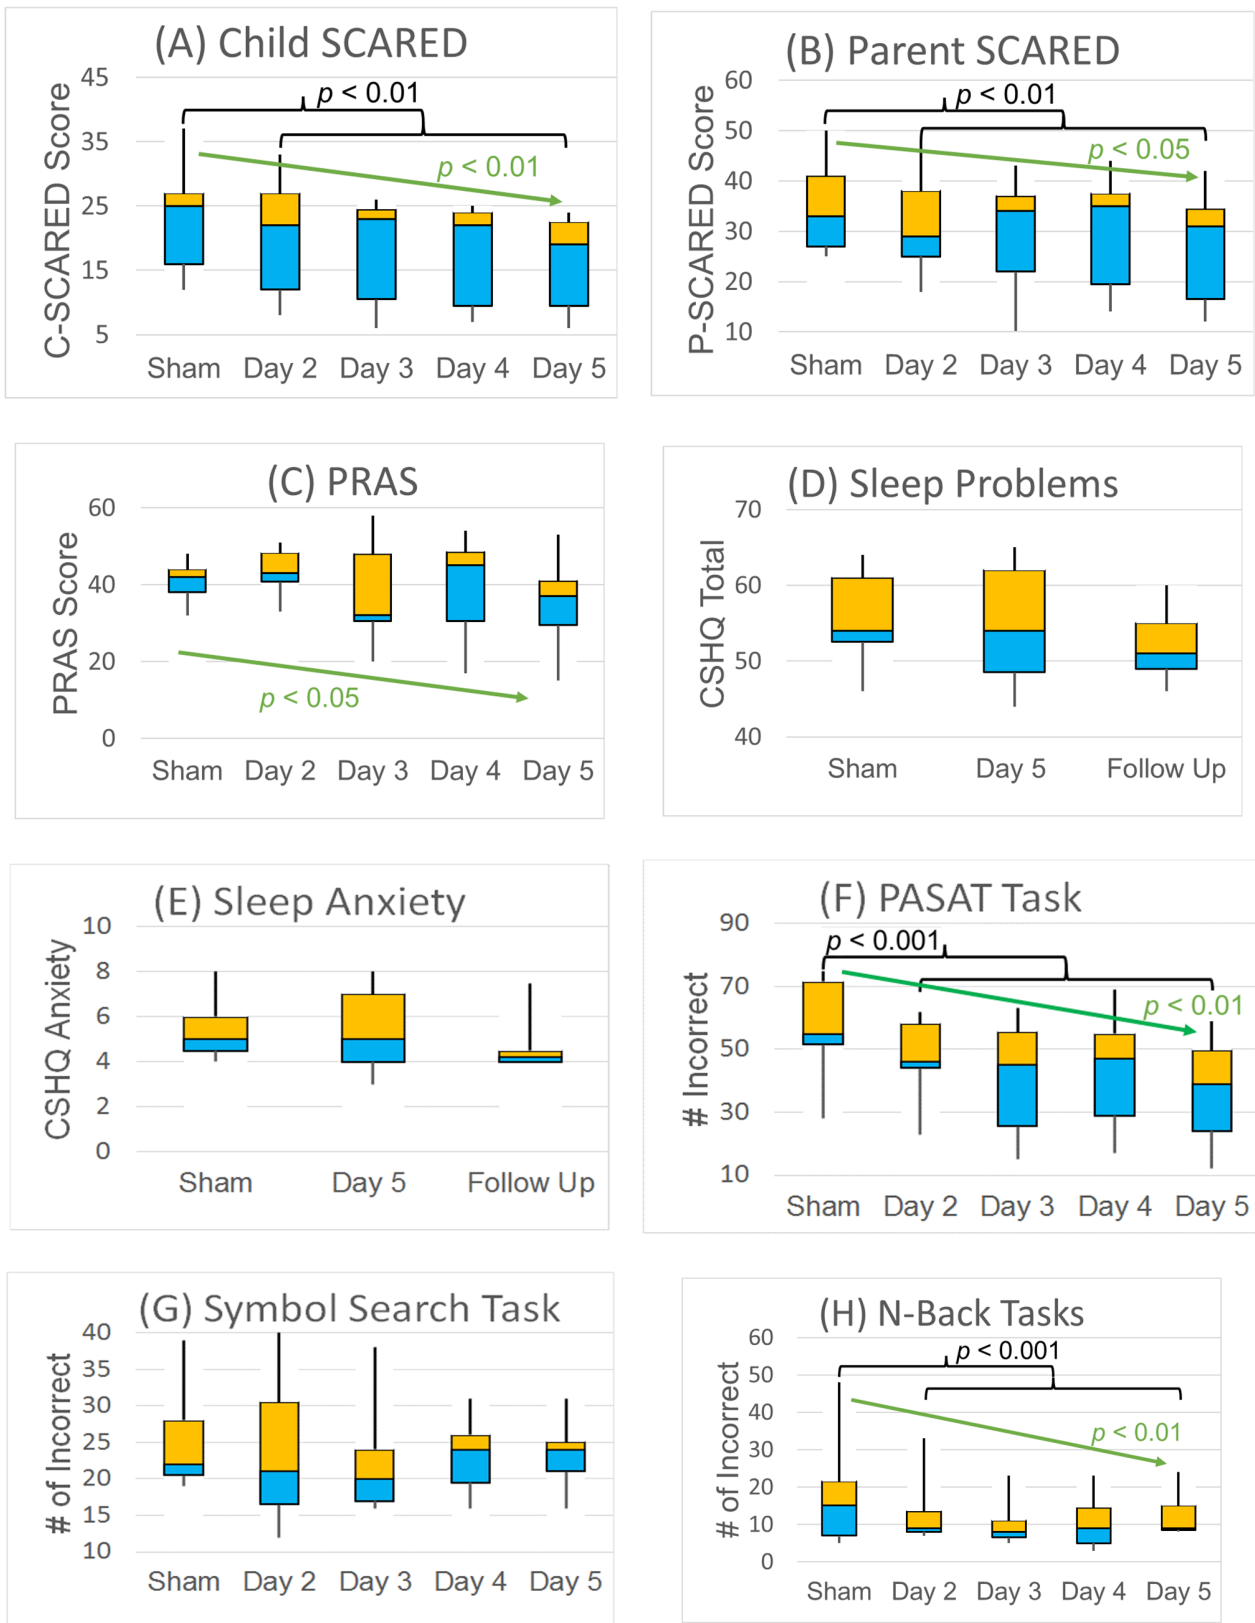 (A) Child SCARED
C-SCARED Score
45
35
25
15
5
p < 0.01
p < 0.01
Sham Day 2 Day 3 Day 4 Day 5
(B) Parent SCARED
P-SCARED Score
60
50
40
30
20
10
p < 0.01
p < 0.05
Sham Day 2 Day 3 Day 4 Day 5
(C) PRAS
PRAS Score
60
40
20
0
p < 0.05
Sham Day 2 Day 3 Day 4 Day 5
(D) Sleep Problems
CSHQ Total
70
60
50
40
Sham Day 5 Follow Up
(E) Sleep Anxiety
CSHQ Anxiety
10
8
6
4
2
0
Sham Day 5 Follow Up
(F) PASAT Task
# Incorrect
90
70
50
30
10
p < 0.001
p < 0.01
Sham Day 2 Day 3 Day 4 Day 5
(G) Symbol Search Task
# of Incorrect
40
35
30
25
20
15
10
Sham Day 2 Day 3 Day 4 Day 5
(H) N-Back Tasks
# of Incorrect
60
50
40
30
20
10
0
p < 0.001
p < 0.01
Sham Day 2 Day 3 Day 4 Day 5